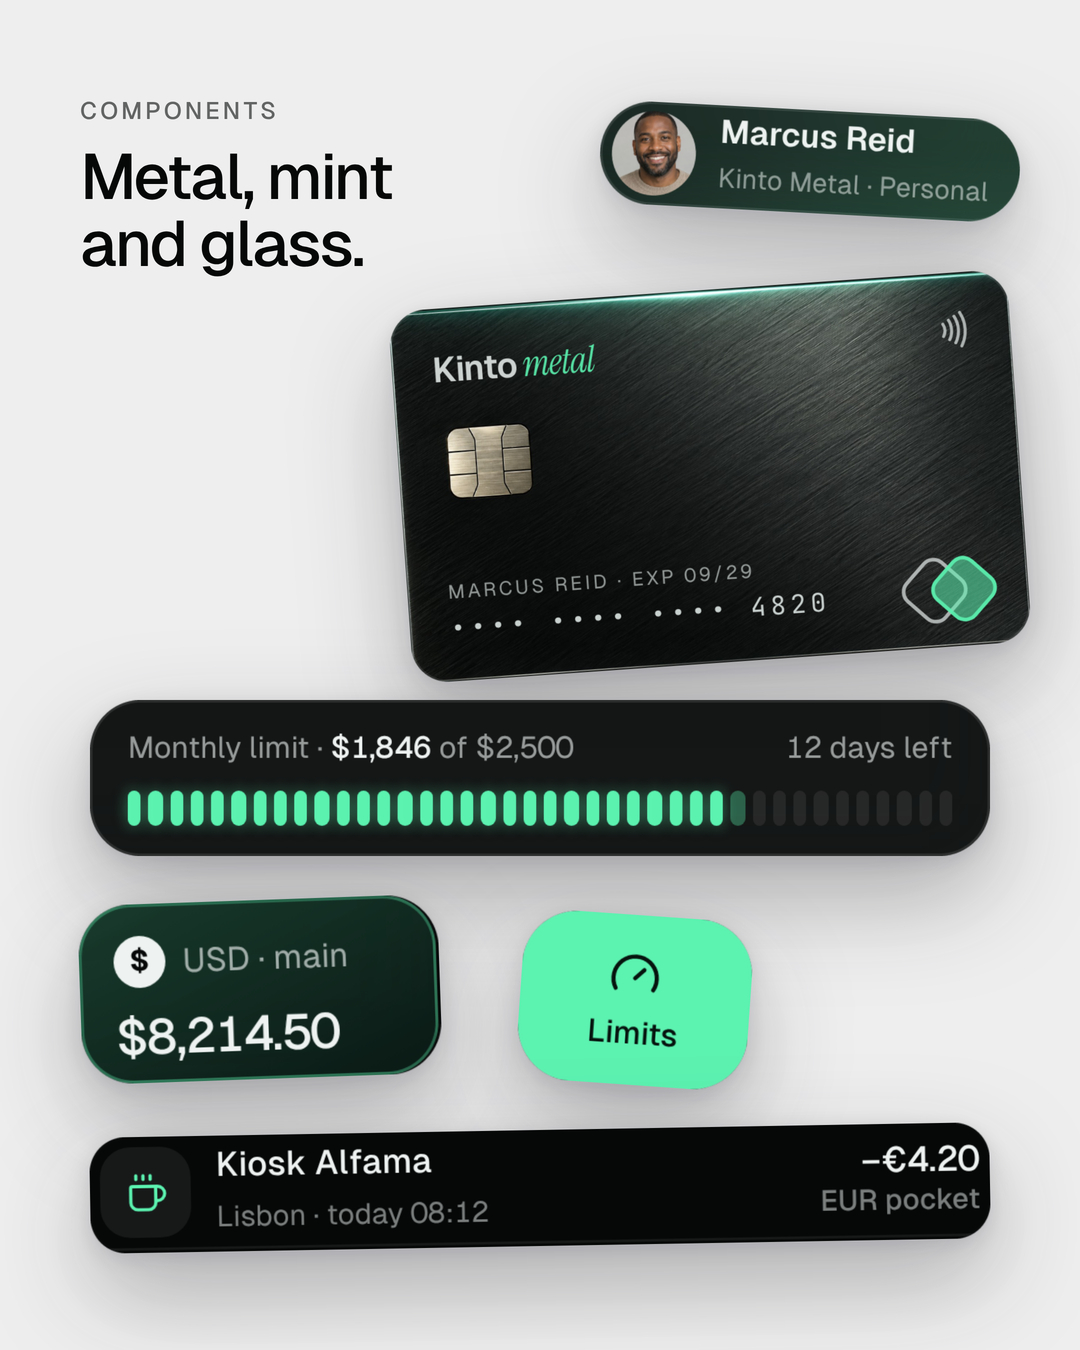 COMPONENTS
Metal, mint
and glass.
Marcus Reid
Kinto Metal · Personal
Kinto metal
MARCUS REID · EXP 09/29
•••• •••• •••• 4820
Monthly limit · $1,846 of $2,500
12 days left
$ USD · main
$8,214.50
Limits
Kiosk Alfama
Lisbon · today 08:12
–€4.20
EUR pocket